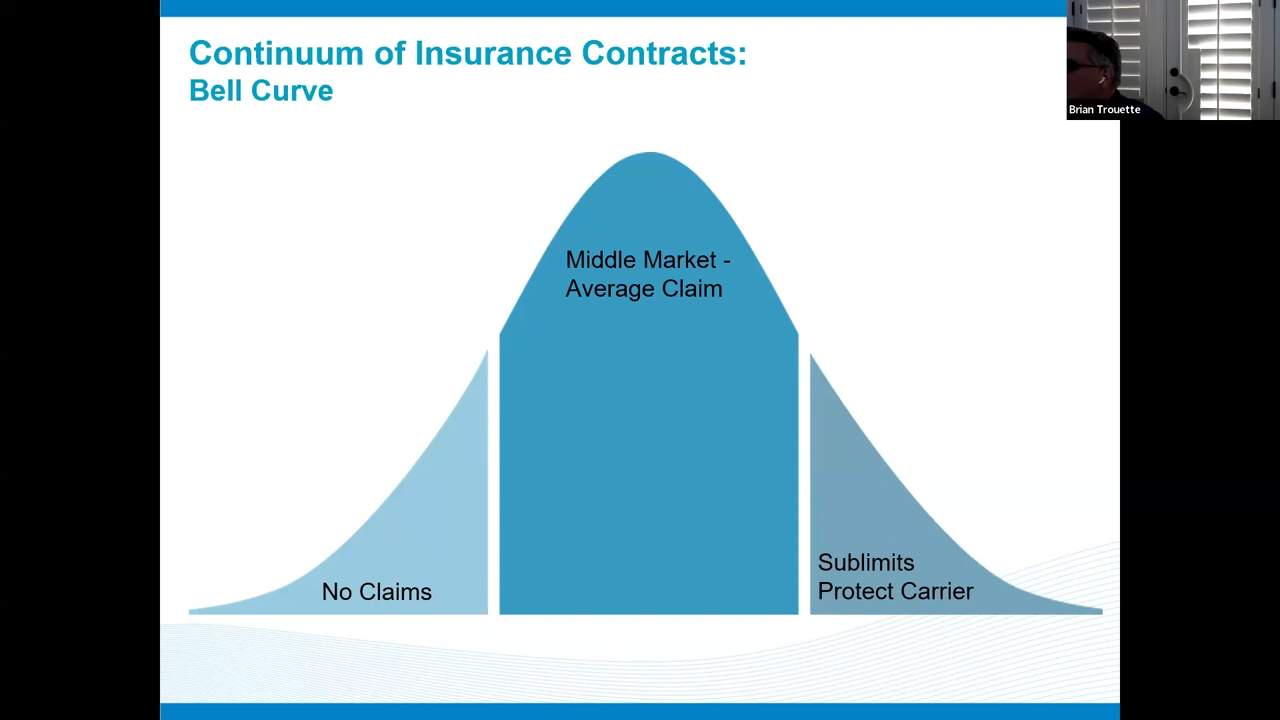 Continuum of Insurance Contracts:
Bell Curve
Brian Trouette
Middle Market -
Average Claim
No Claims
Sublimits
Protect Carrier